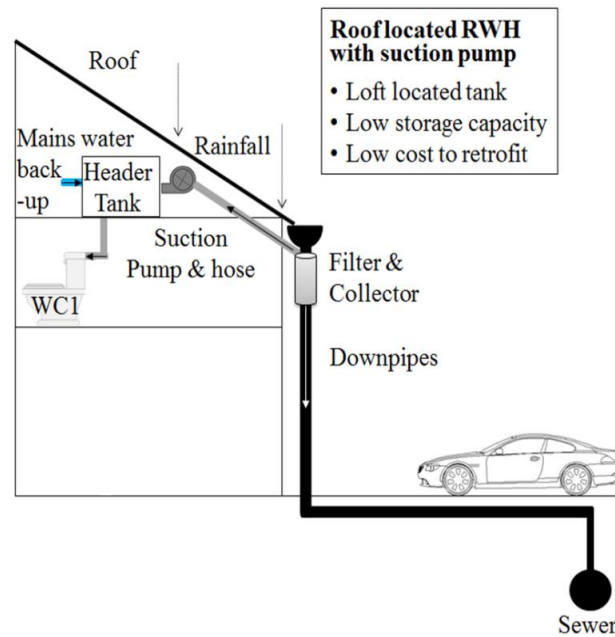 Roof located RWH
with suction pump
• Loft located tank
• Low storage capacity
• Low cost to retrofit
Roof
Rainfall
Mains water
back
-up
Header
Tank
Suction
Pump & hose
WC1
Filter &
Collector
Downpipes
Sewer